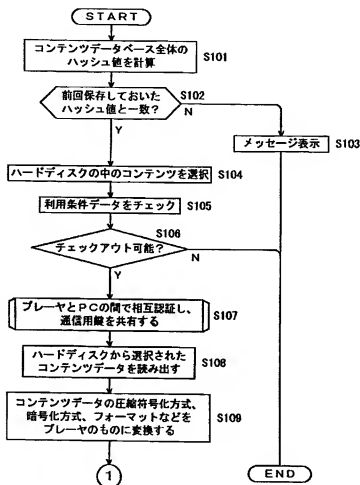 START
コンテンツデータベース全体の
ハッシュ値を計算
S101
前回保存しておいた
ハッシュ値と一致?
S102
N
Y
メッセージ表示
S103
ハードディスクの中のコンテンツを選択
S104
利用条件データをチェック
S105
チェックアウト可能?
S106
N
Y
プレーヤとPCの間で相互認証し、
通信用鍵を共有する
S107
ハードディスクから選択された
コンテンツデータを読み出す
S108
コンテンツデータの圧縮符号化方式、
暗号化方式、フォーマットなどを
プレーヤのものに変換する
S109
1
END